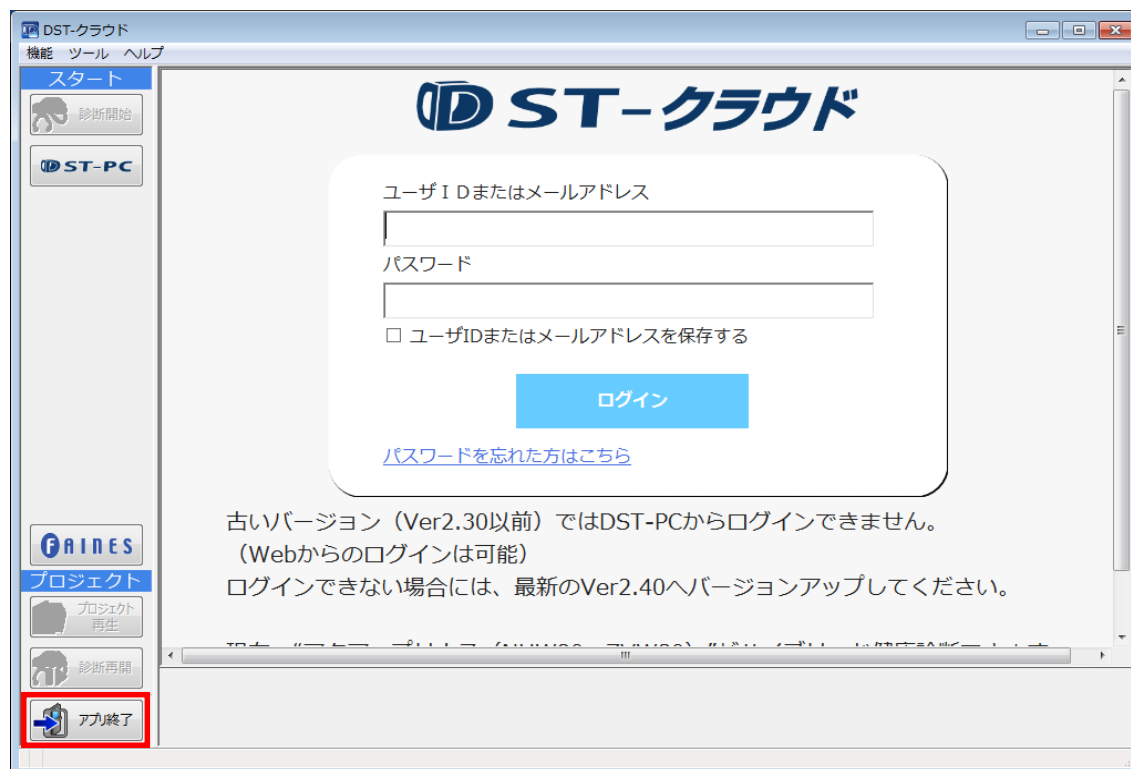 DST-クラウド
機能 ツール ヘルプ
スタート
診断開始
DST-PC
FAINES
プロジェクト
プロジェクト
再生
診断再開
アプリ終了
DST-クラウド
ユーザＩＤまたはメールアドレス
パスワード
ユーザIDまたはメールアドレスを保存する
ログイン
パスワードを忘れた方はこちら
古いバージョン（Ver2.30以前）ではDST-PCからログインできません。
（Webからのログインは可能）
ログインできない場合には、最新のVer2.40へバージョンアップしてください。